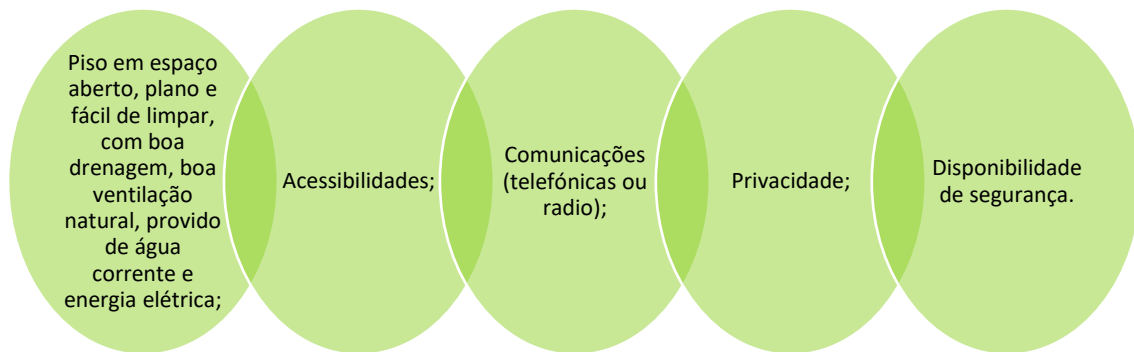 Piso em espaço
aberto, plano e
fácil de limpar,
com boa
drenagem, boa
ventilação
natural, provido
de água
corrente e
energia elétrica;
Acessibilidades;
Comunicações
(telefónicas ou
radio);
Privacidade;
Disponibilidade
de segurança.